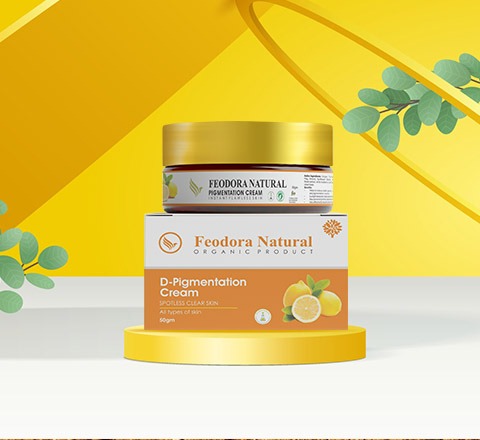 FEODORA NATURAL
PIGMENTATION CREAM
INSTANT FLAWLESS SKIN
Feodora Natural
ORGANIC PRODUCT
D-Pigmentation
Cream
SPOTLESS CLEAR SKIN
All types of skin
50gm